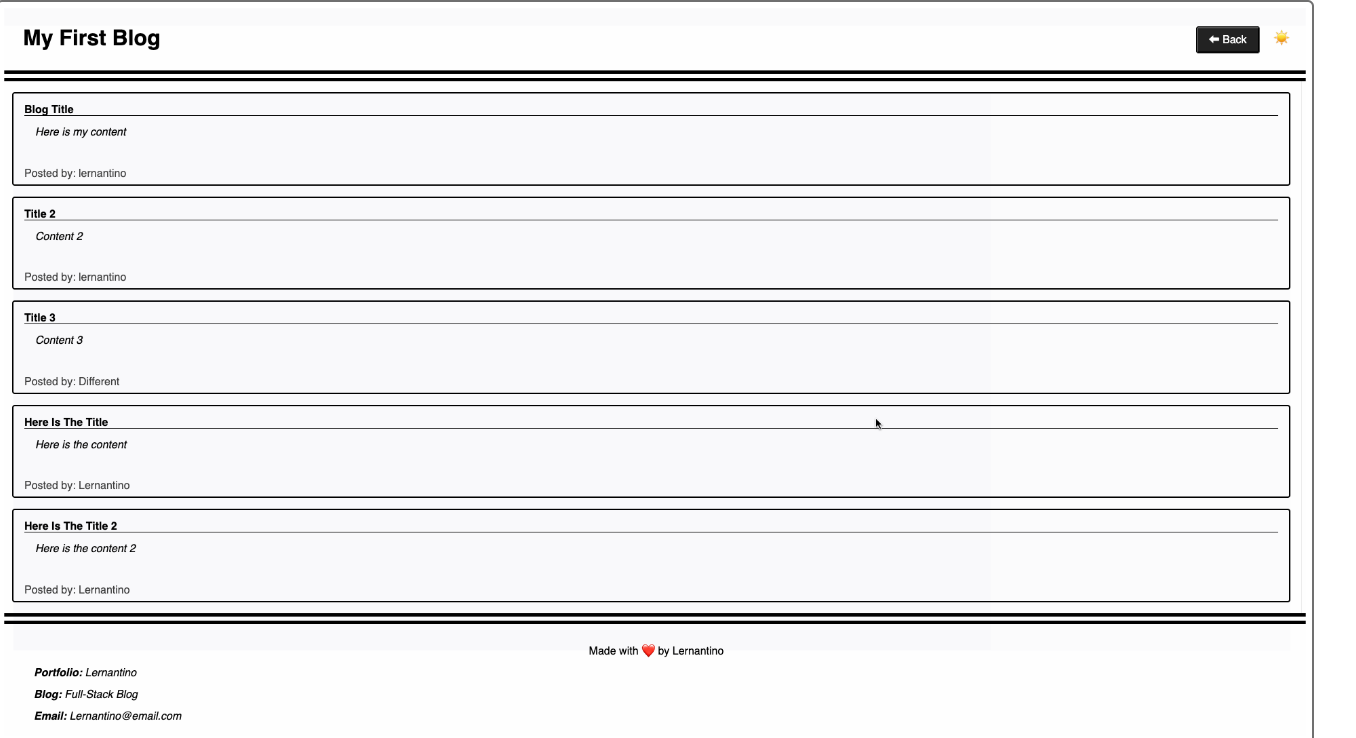 My First Blog
⬅ Back ☀️
Blog Title
Here is my content
Posted by: lernantino
Title 2
Content 2
Posted by: lernantino
Title 3
Content 3
Posted by: Different
Here Is The Title
Here is the content
Posted by: Lernantino
Here Is The Title 2
Here is the content 2
Posted by: Lernantino
Made with ❤️ by Lernantino
Portfolio: Lernantino
Blog: Full-Stack Blog
Email: Lernantino@email.com